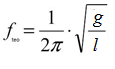 f_teo = 1/2π · √(g/l)